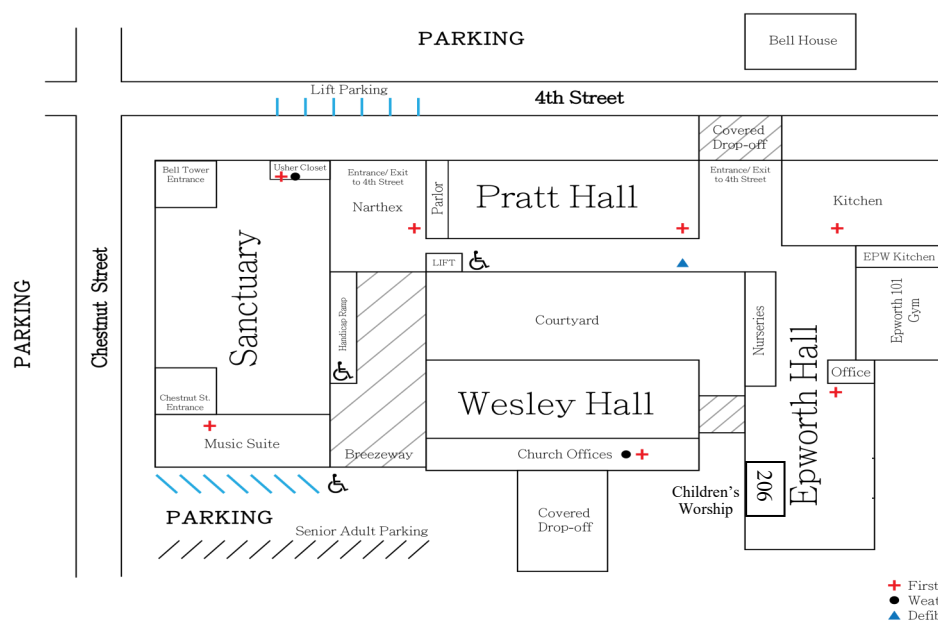 PARKING
Bell House
Lift Parking
4th Street
Covered
Drop-off
Bell Tower
Entrance
Usher Closet
Entrance/ Exit
to 4th Street
Narthex
Parlor
Pratt Hall
Entrance/ Exit
to 4th Street
Kitchen
LIFT
EPW Kitchen
PARKING
Chestnut Street
Sanctuary
Handicap Ramp
Courtyard
Nurseries
Epworth Hall
Epworth 101
Gym
Office
Chestnut St.
Entrance
Music Suite
Breezeway
Wesley Hall
Church Offices
206
Children's
Worship
PARKING
Senior Adult Parking
Covered
Drop-off
First
Weat
Defib